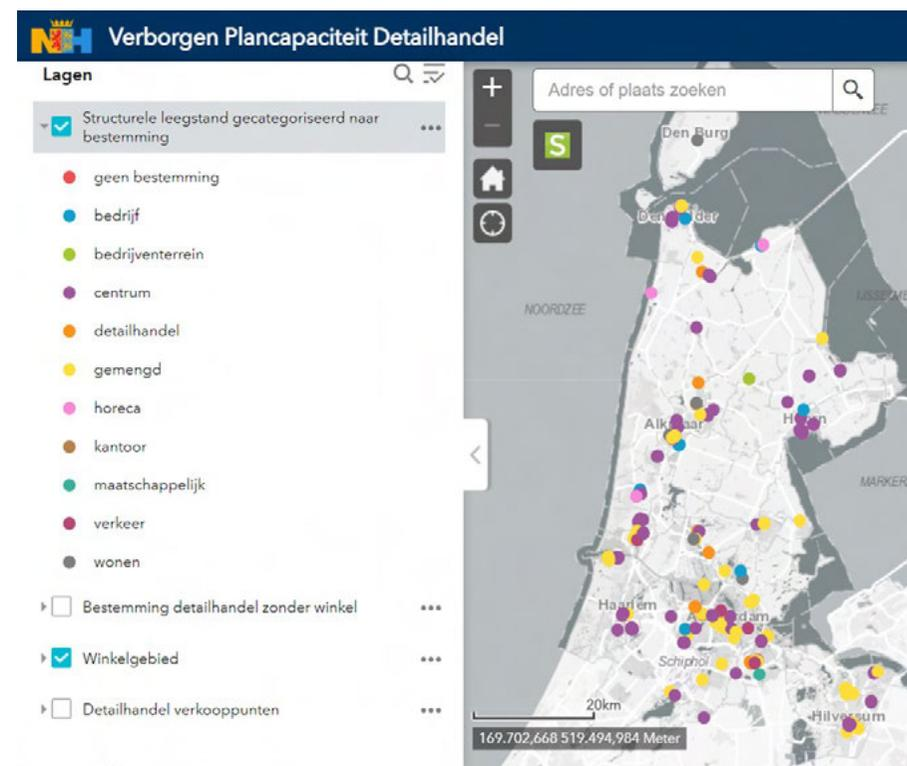 NH
Verborgen Plancapaciteit Detailhandel
Lagen
Structurele leegstand gecategoriseerd naar
bestemming
geen bestemming
bedrijf
bedrijventerrein
centrum
detailhandel
gemengd
horeca
kantoor
maatschappelijk
verkeer
wonen
Bestemming detailhandel zonder winkel
Winkelgebied
Detailhandel verkooppunten
Adres of plaats zoeken
S
Den Burg
NOORDZEE
MARKER
Haarlem
Schiphol
20km
Hilversum
169.702,668 519.494,984 Meter